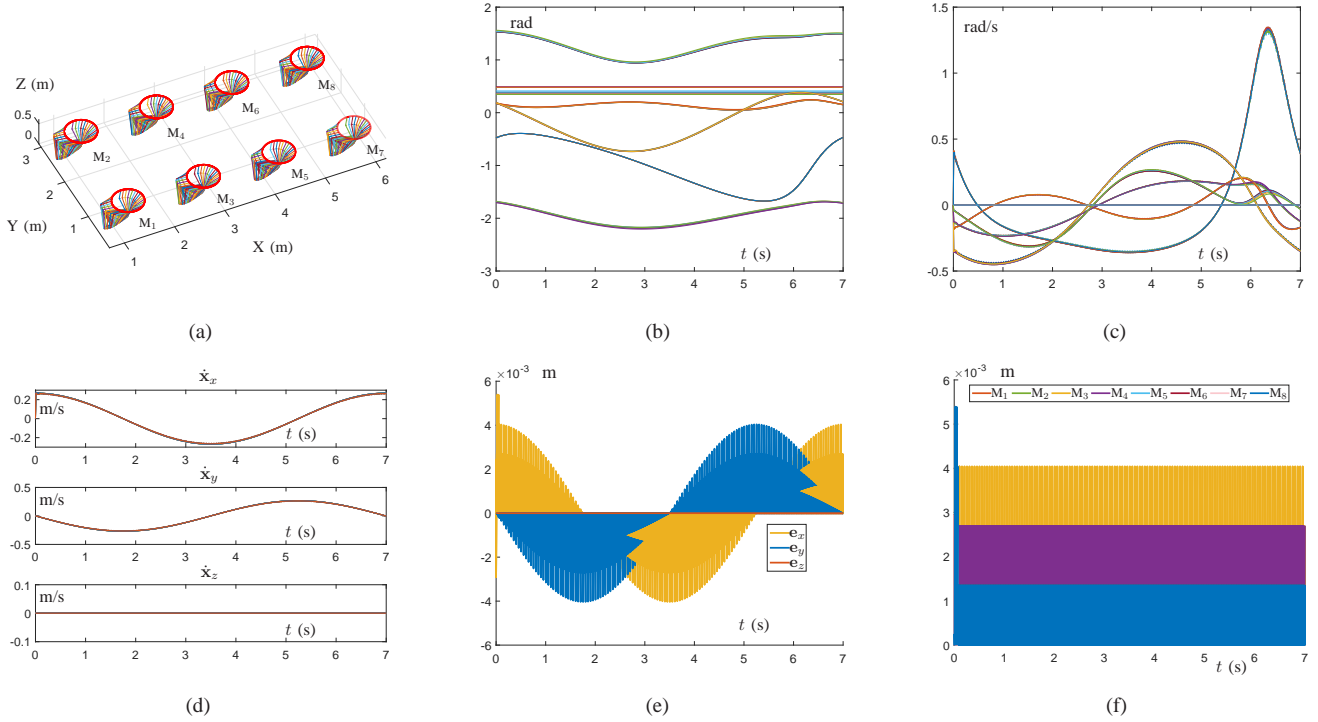 Z (m)
0.5
0
3
2
1
Y (m)
1
2
3
4
5
6
X (m)
M₁
M₂
M₃
M₄
M₅
M₆
M₇
M₈
(a)
2
1
0
-1
-2
-3
rad
t (s)
0 1 2 3 4 5 6 7
(b)
1.5
1
0.5
0
-0.5
rad/s
t (s)
0 1 2 3 4 5 6 7
(c)
ẋₓ
0.2
0
-0.2
m/s
t (s)
0 1 2 3 4 5 6 7
ẋ_y
0.5
0
-0.5
m/s
t (s)
0 1 2 3 4 5 6 7
ẋ_z
0.1
0
-0.1
m/s
t (s)
0 1 2 3 4 5 6 7
(d)
×10⁻³ m
6
4
2
0
-2
-4
-6
eₓ
e_y
e_z
t (s)
0 1 2 3 4 5 6 7
(e)
×10⁻³ m
6
5
4
3
2
1
0
M₁ M₂ M₃ M₄ M₅ M₆ M₇ M₈
0 1 2 3 4 5 6 7
t (s)
(f)